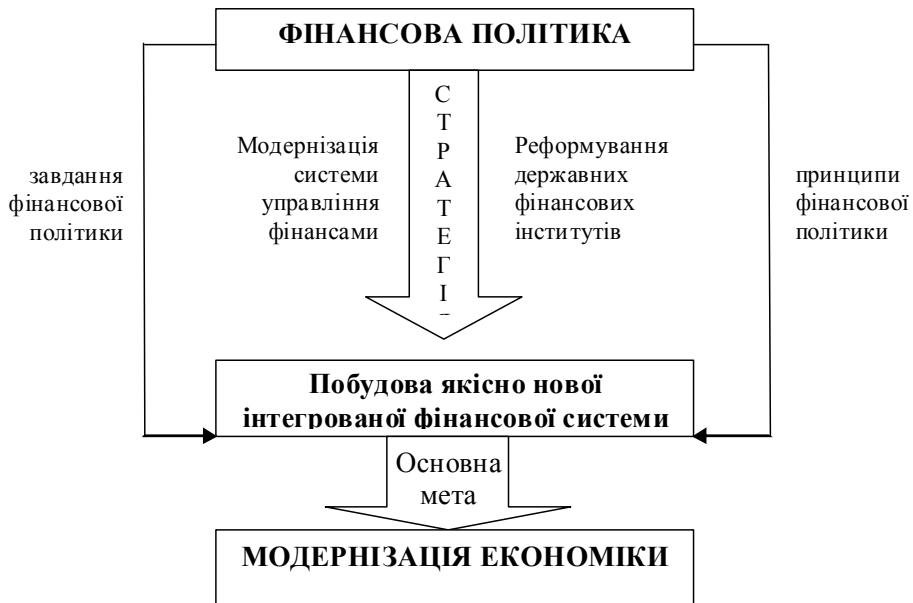 ФІНАНСОВА ПОЛІТИКА
С
Т
Р
А
Т
Е
Г
І
Модернізація
системи
управління
фінансами
Реформування
державних
фінансових
інститутів
завдання
фінансової
політики
принципи
фінансової
політики
Побудова якісно нової
інтегрованої фінансової системи
Основна
мета
МОДЕРНІЗАЦІЯ ЕКОНОМІКИ